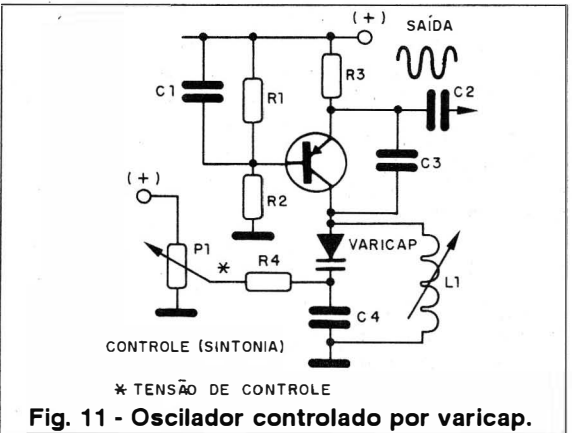 (+)
SAÍDA
C1
R1
R3
C2
C3
R2
(+)
P1
*
R4
VARICAP
L1
C4
CONTROLE (SINTONIA)
* TENSÃO DE CONTROLE
Fig. 11 - Oscilador controlado por varicap.